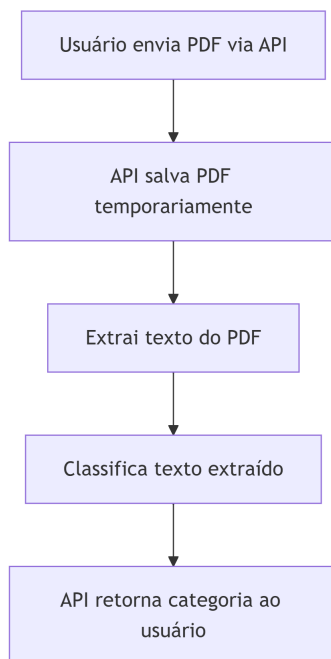 Usuário envia PDF via API
API salva PDF
temporariamente
Extrai texto do PDF
Classifica texto extraído
API retorna categoria ao
usuário